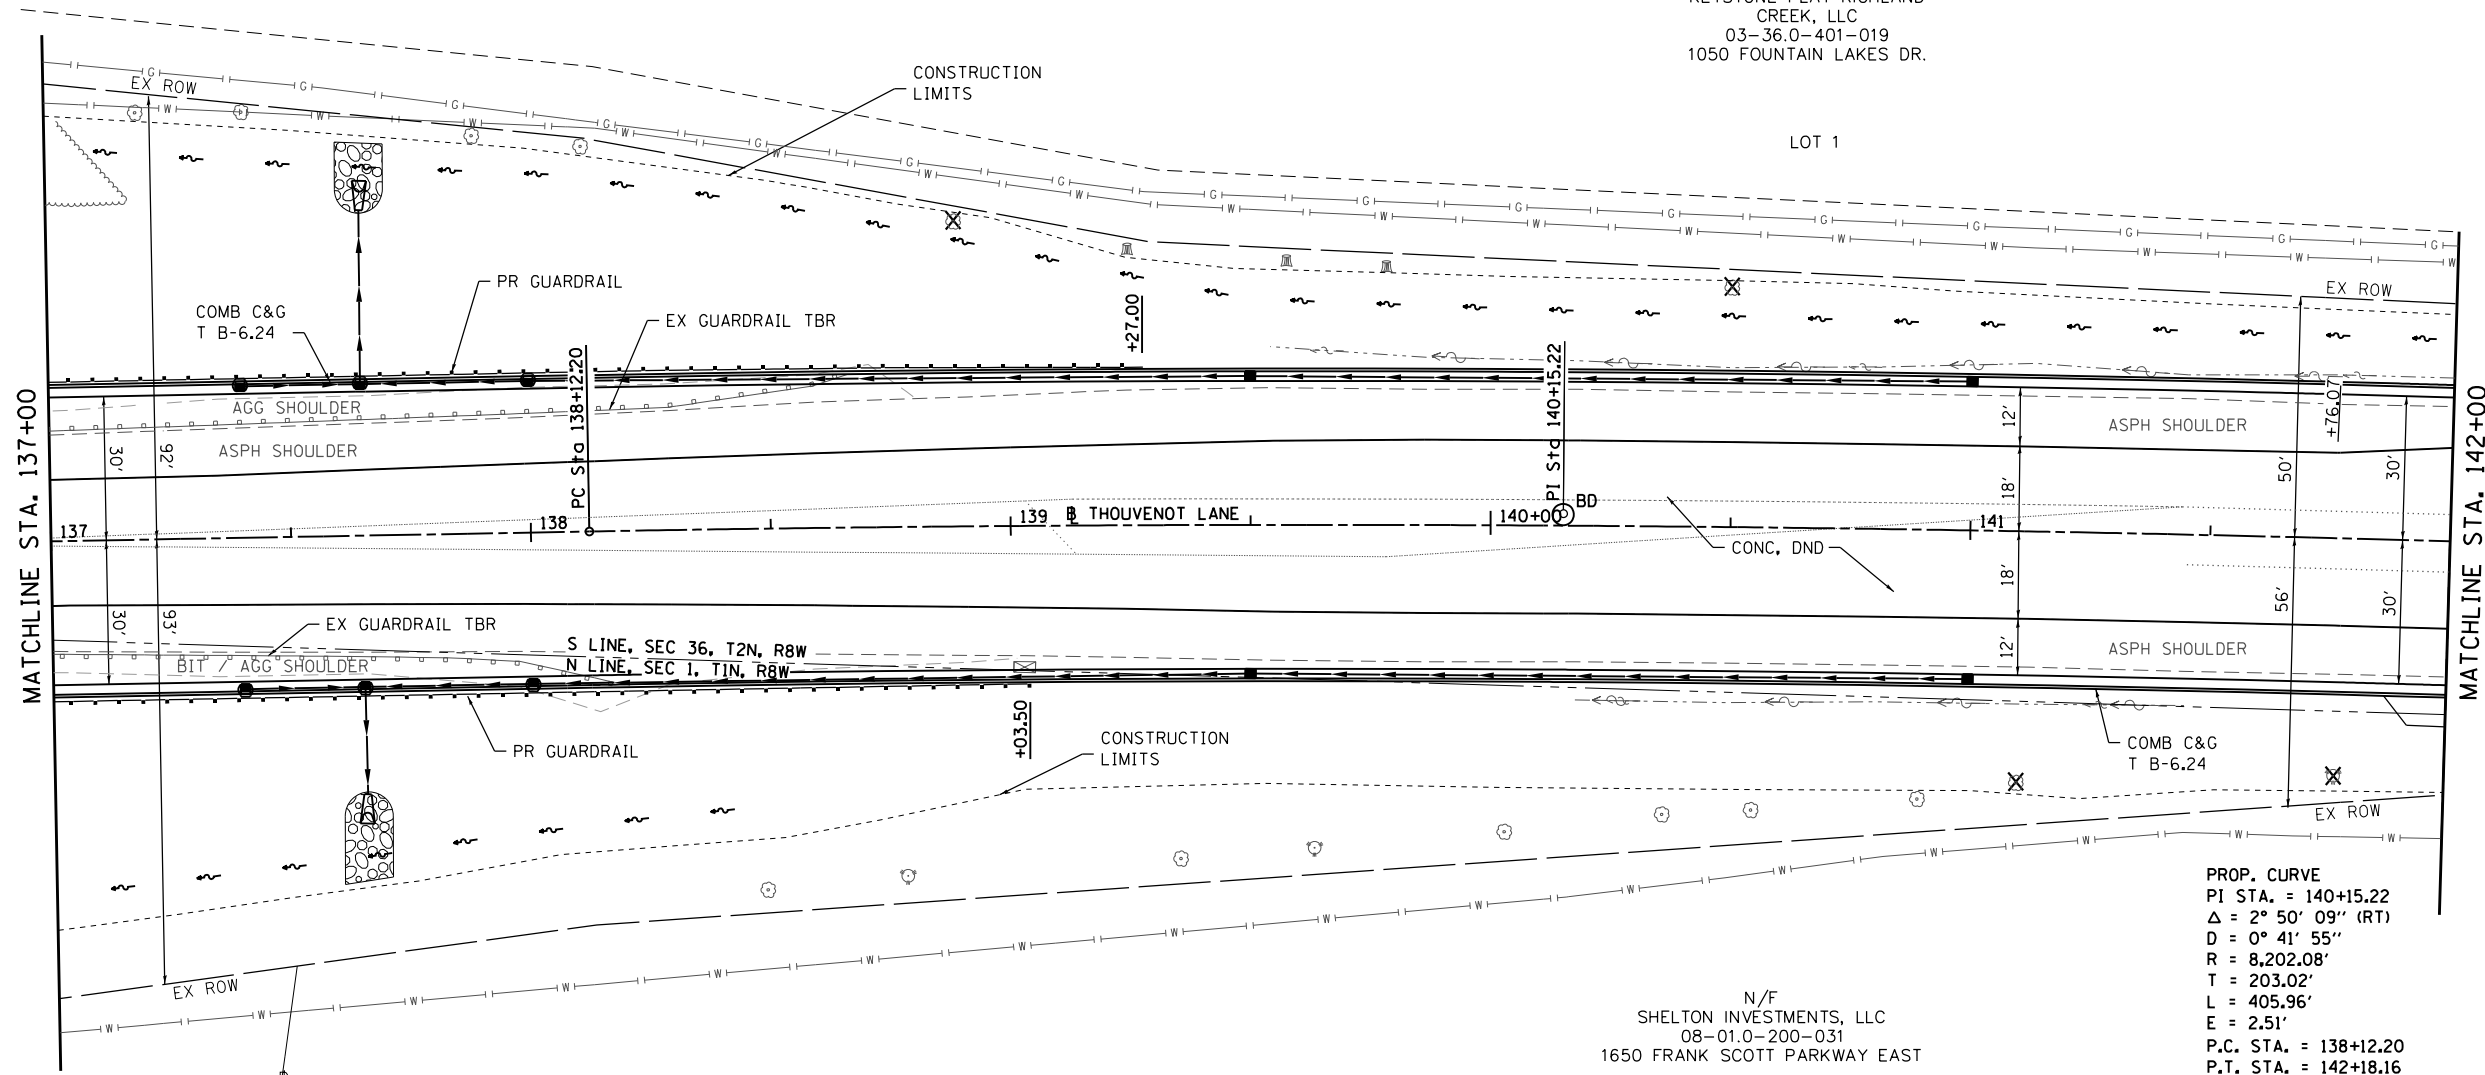 CREEK, LLC
03-36.0-401-019
1050 FOUNTAIN LAKES DR.
LOT 1
CONSTRUCTION
LIMITS
EX ROW
G G G G G G G G G G G G G G G G
W W W W W W W W W W W W W W W W
EX ROW
PR GUARDRAIL
COMB C&G
T B-6.24
EX GUARDRAIL TBR
+27.00
PC Sta 138+12.20
PI Sta 140+15.22
+76.07
AGG SHOULDER
ASPH SHOULDER
ASPH SHOULDER
30'
92'
12'
18'
50'
30'
MATCHLINE STA. 137+00
MATCHLINE STA. 142+00
137
138
139
THOUVENOT LANE
140+00
BD
141
CONC, DND
30'
93'
18'
12'
56'
30'
EX GUARDRAIL TBR
BIT / AGG SHOULDER
S LINE, SEC 36, T2N, R8W
N LINE, SEC 1, T1N, R8W
ASPH SHOULDER
PR GUARDRAIL
+03.50
CONSTRUCTION
LIMITS
COMB C&G
T B-6.24
EX ROW
EX ROW
W W W W W W W W W W W W W W W W
N/F
SHELTON INVESTMENTS, LLC
08-01.0-200-031
1650 FRANK SCOTT PARKWAY EAST
PROP. CURVE
PI STA. = 140+15.22
Δ = 2° 50' 09'' (RT)
D = 0° 41' 55''
R = 8,202.08'
T = 203.02'
L = 405.96'
E = 2.51'
P.C. STA. = 138+12.20
P.T. STA. = 142+18.16